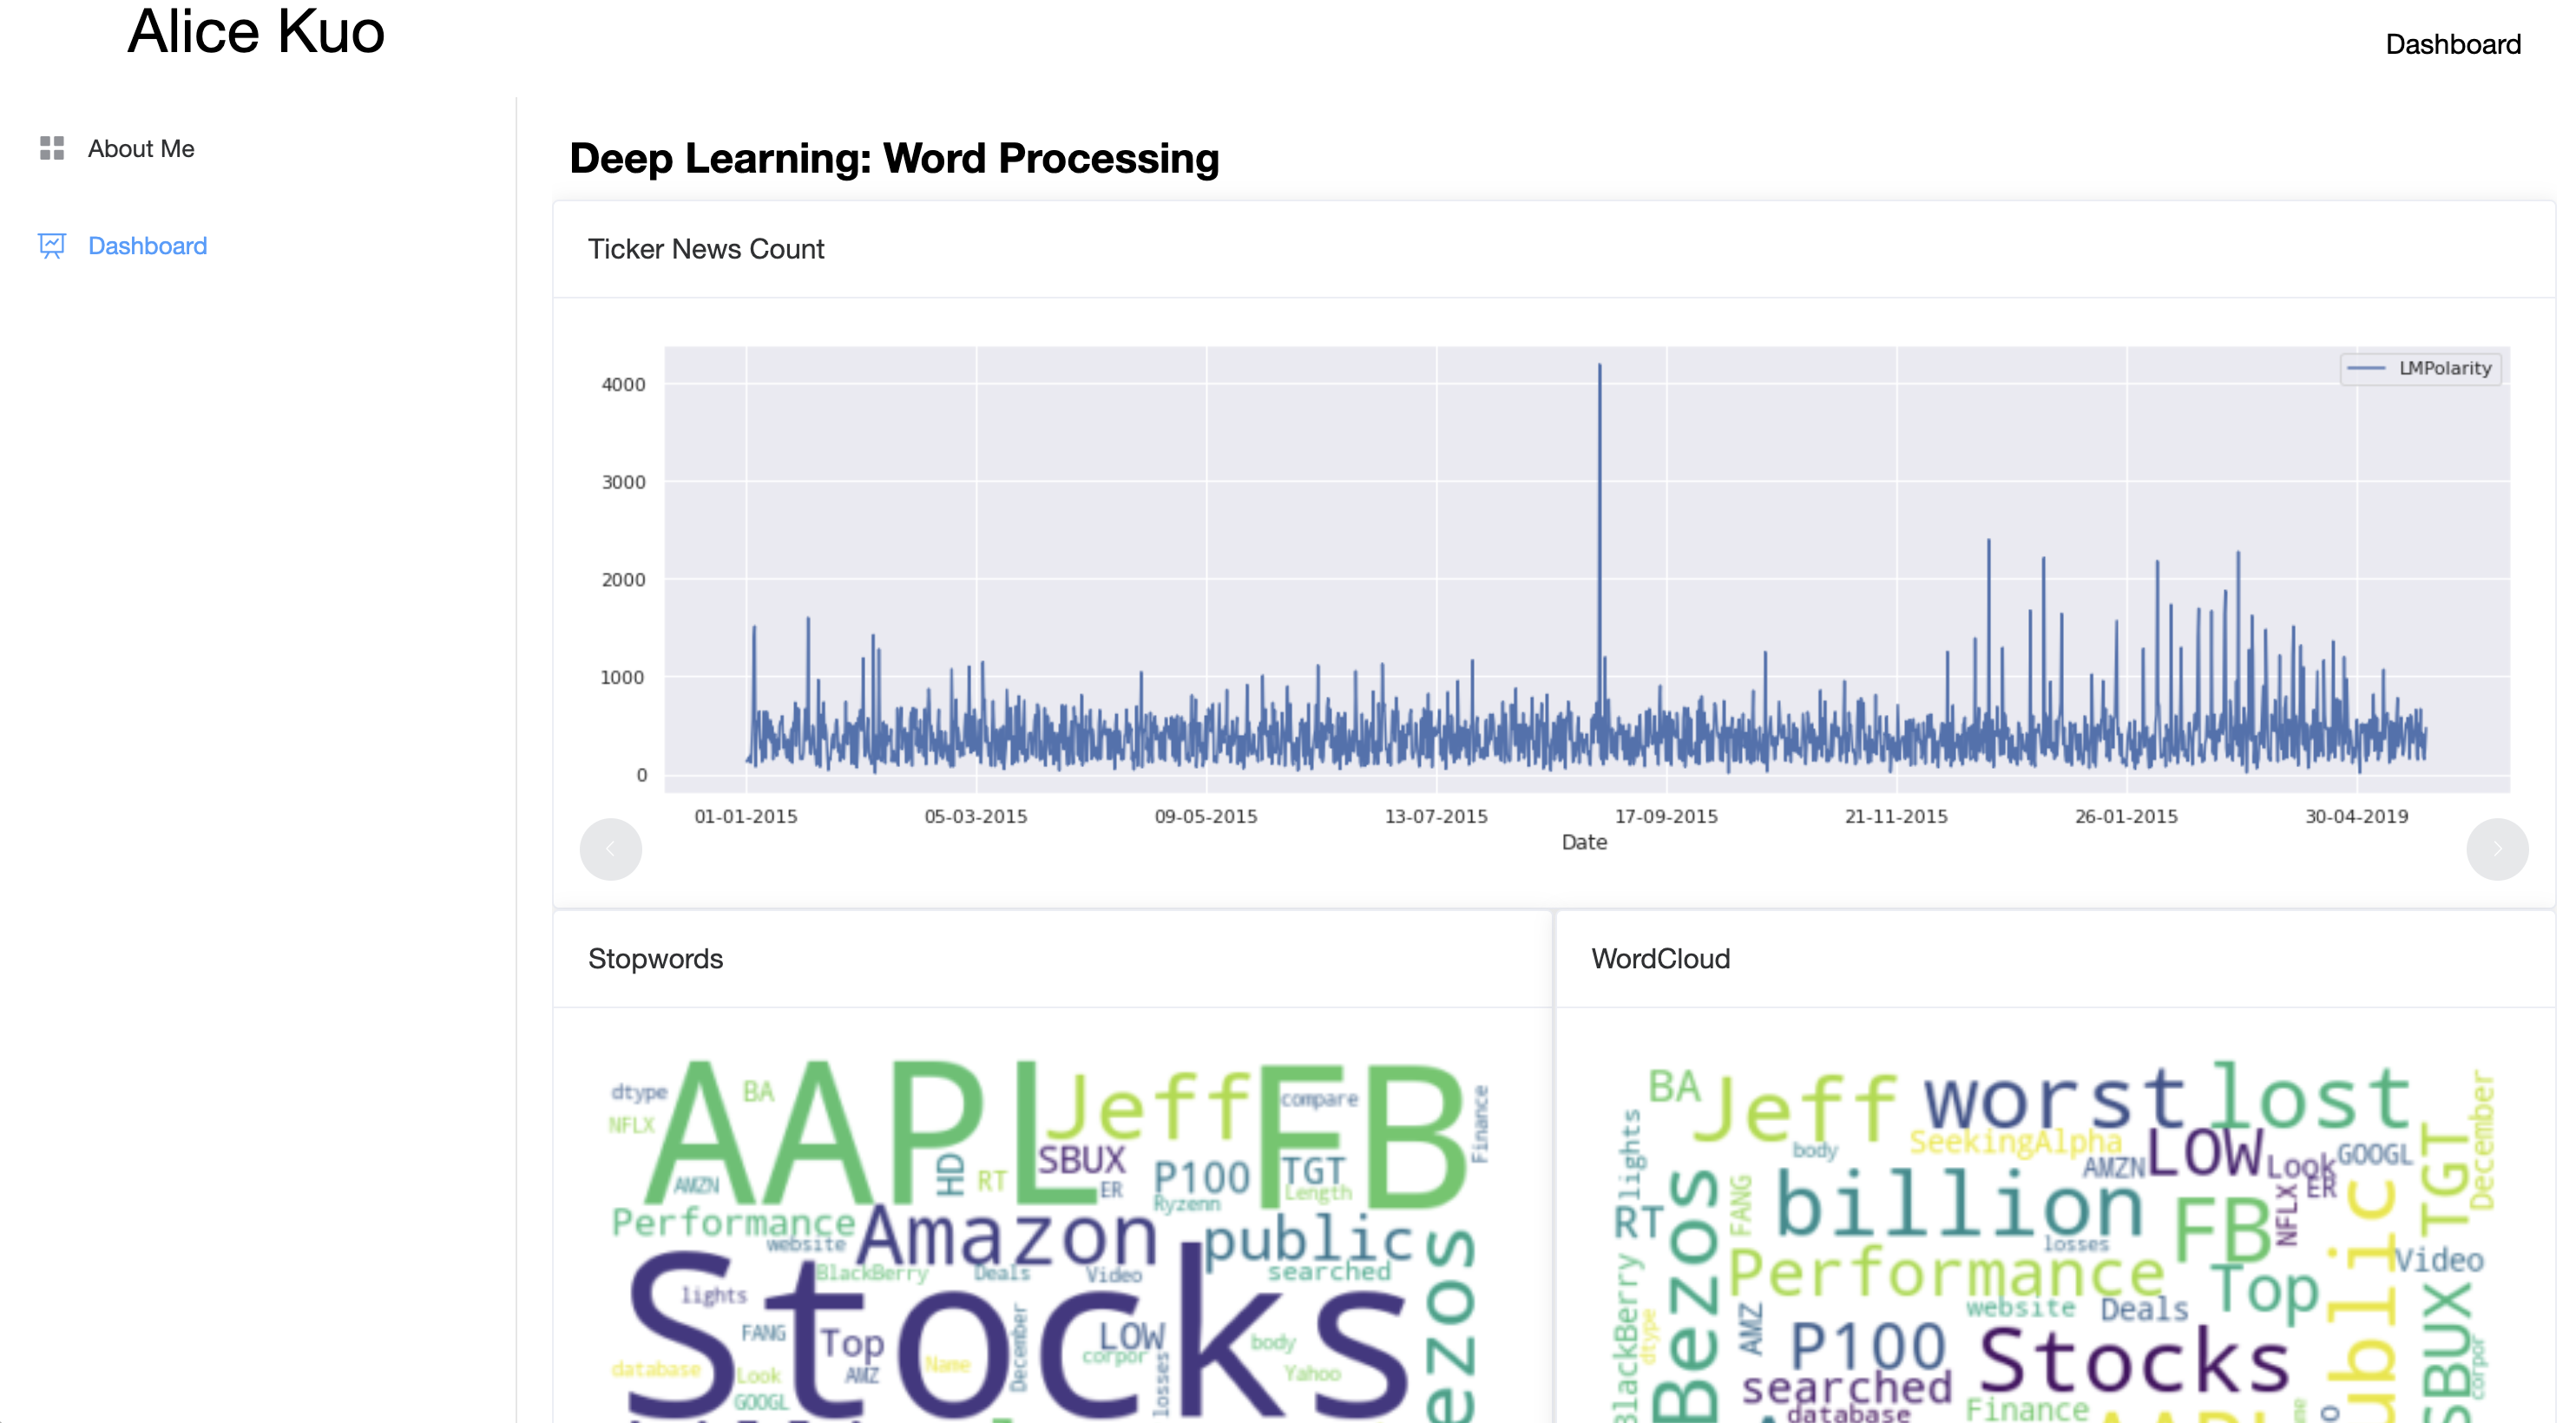 Alice Kuo
Dashboard
About Me
Dashboard
Deep Learning: Word Processing
Ticker News Count
LMPolarity
4000
3000
2000
1000
0
01-01-2015 05-03-2015 09-05-2015 13-07-2015 17-09-2015 21-11-2015 26-01-2015 30-04-2019
Date
Stopwords
dtype
BA
AAPL
Jeff
FB
compare
Finance
NFLX
AMZN
HD
RT
SBUX
ER
P100
TGT
Length
Ryzenn
Performance
Amazon
public
website
BlackBerry
Deals
Video
searched
lights
Stocks
FANG
Top
December
LOW
corpor
body
ezos
database
Look
AMZ
Name
losses
Yahoo
GOOGL
WordCloud
BA
Jeff
worst
lost
December
lights
body
SeekingAlpha
AMZN
LOW
Look
GOOGL
TGT
ER
RT
Bezos
FANG
billion
FB
NFLX
losses
Performance
Top
Video
BlackBerry
dtype
AMZ
website
Deals
P100
Stocks
ublic
SBUX
corpor
searched
database
Finance